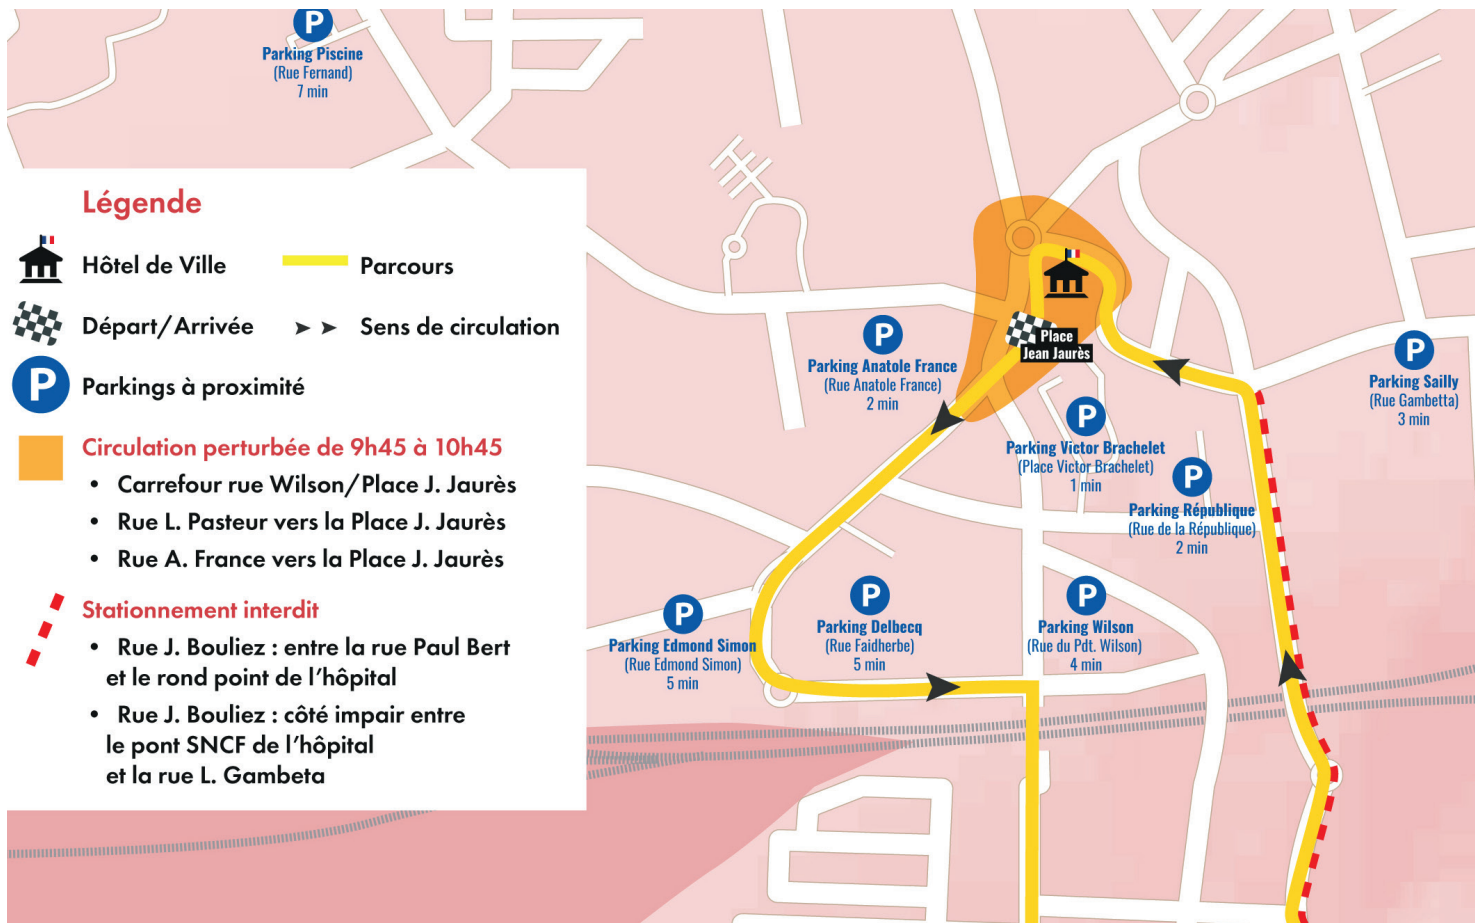 P
Parking Piscine
(Rue Fernand)
7 min
Légende
Hôtel de Ville
Parcours
Départ/Arrivée
Sens de circulation
P
Parkings à proximité
Circulation perturbée de 9h45 à 10h45
• Carrefour rue Wilson/Place J. Jaurès
• Rue L. Pasteur vers la Place J. Jaurès
• Rue A. France vers la Place J. Jaurès
Stationnement interdit
• Rue J. Bouliez : entre la rue Paul Bert
et le rond point de l'hôpital
• Rue J. Bouliez : côté impair entre
le pont SNCF de l'hôpital
et la rue L. Gambeta
Place
Jean Jaurès
P
Parking Anatole France
(Rue Anatole France)
2 min
P
Parking Sailly
(Rue Gambetta)
3 min
P
Parking Victor Brachelet
(Place Victor Brachelet)
1 min
P
Parking République
(Rue de la République)
2 min
P
Parking Edmond Simon
(Rue Edmond Simon)
5 min
P
Parking Delbecq
(Rue Faidherbe)
5 min
P
Parking Wilson
(Rue du Pdt. Wilson)
4 min